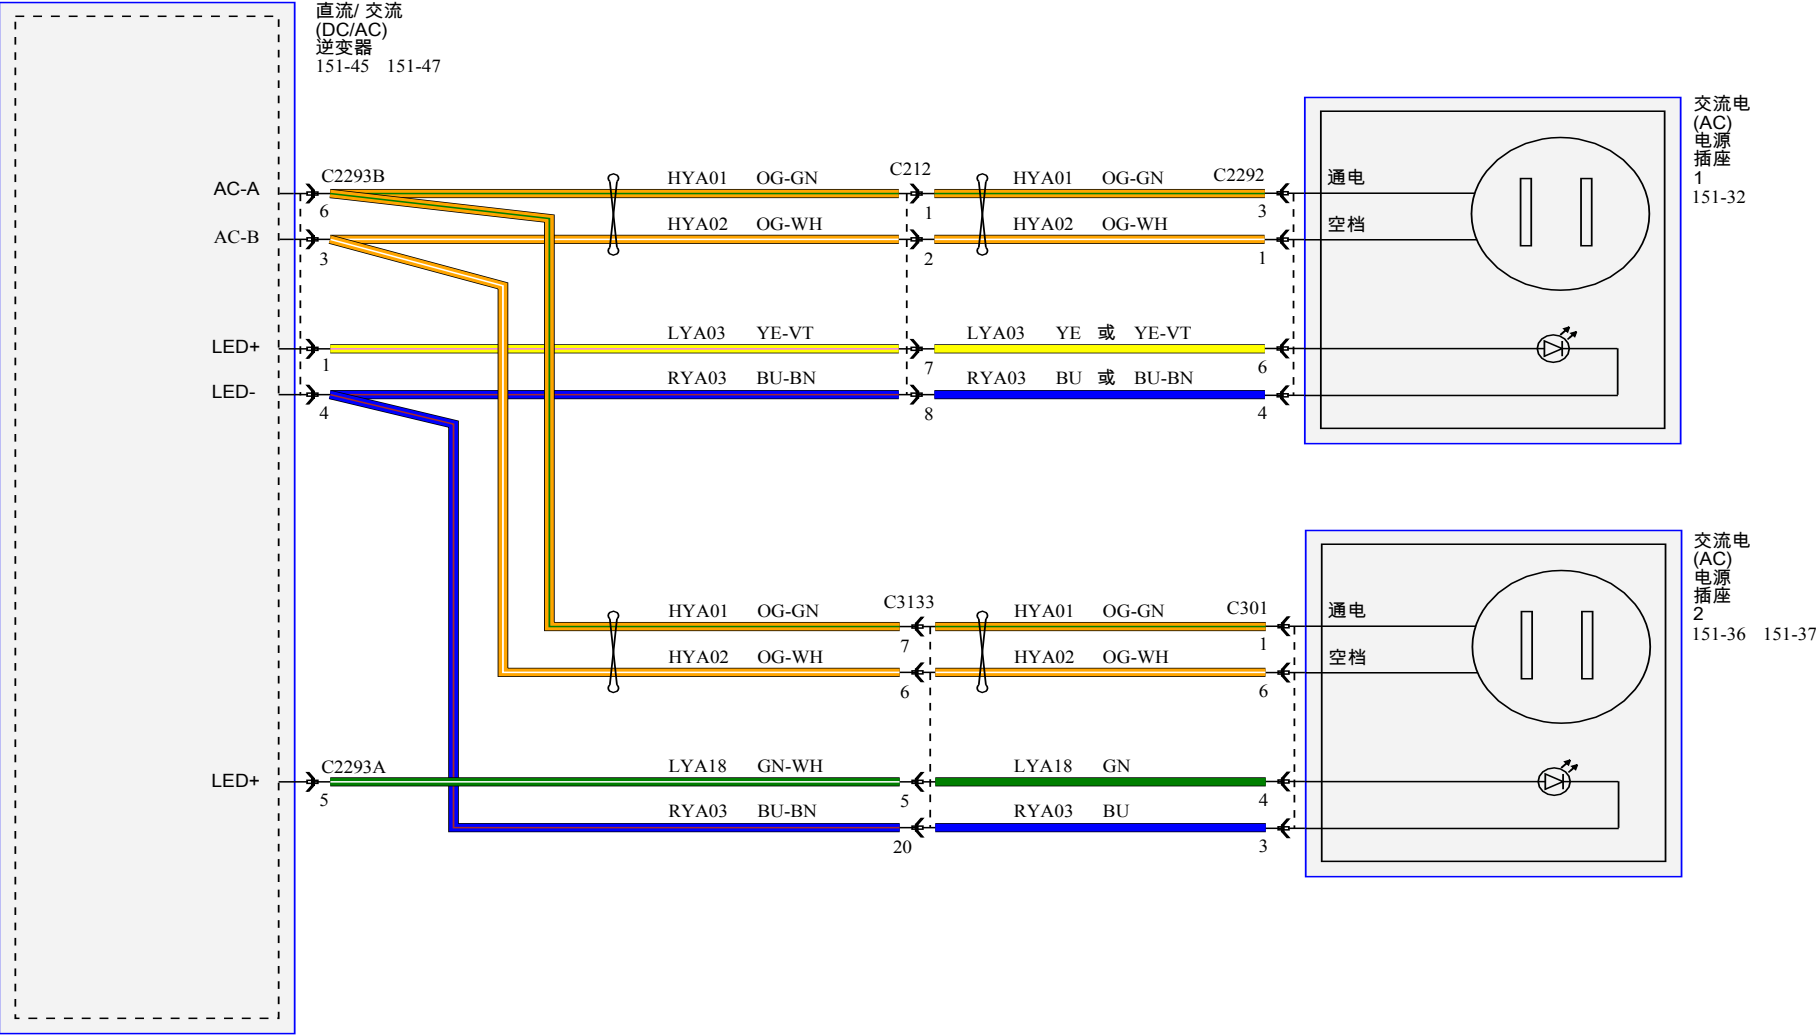 直流/ 交流
(DC/AC)
逆变器
151-45 151-47
AC-A
C2293B
6
HYA01 OG-GN
C212
1
HYA01 OG-GN
C2292
3
通电
AC-B
3
HYA02 OG-WH
2
HYA02 OG-WH
1
空档
LED+
1
LYA03 YE-VT
7
LYA03 YE 或 YE-VT
6
LED-
4
RYA03 BU-BN
8
RYA03 BU 或 BU-BN
4
交流电
(AC)
电源
插座
1
151-32
HYA01 OG-GN
C3133
7
HYA01 OG-GN
C301
1
通电
HYA02 OG-WH
6
HYA02 OG-WH
6
空档
LED+
C2293A
5
LYA18 GN-WH
5
LYA18 GN
4
RYA03 BU-BN
20
RYA03 BU
3
交流电
(AC)
电源
插座
2
151-36 151-37